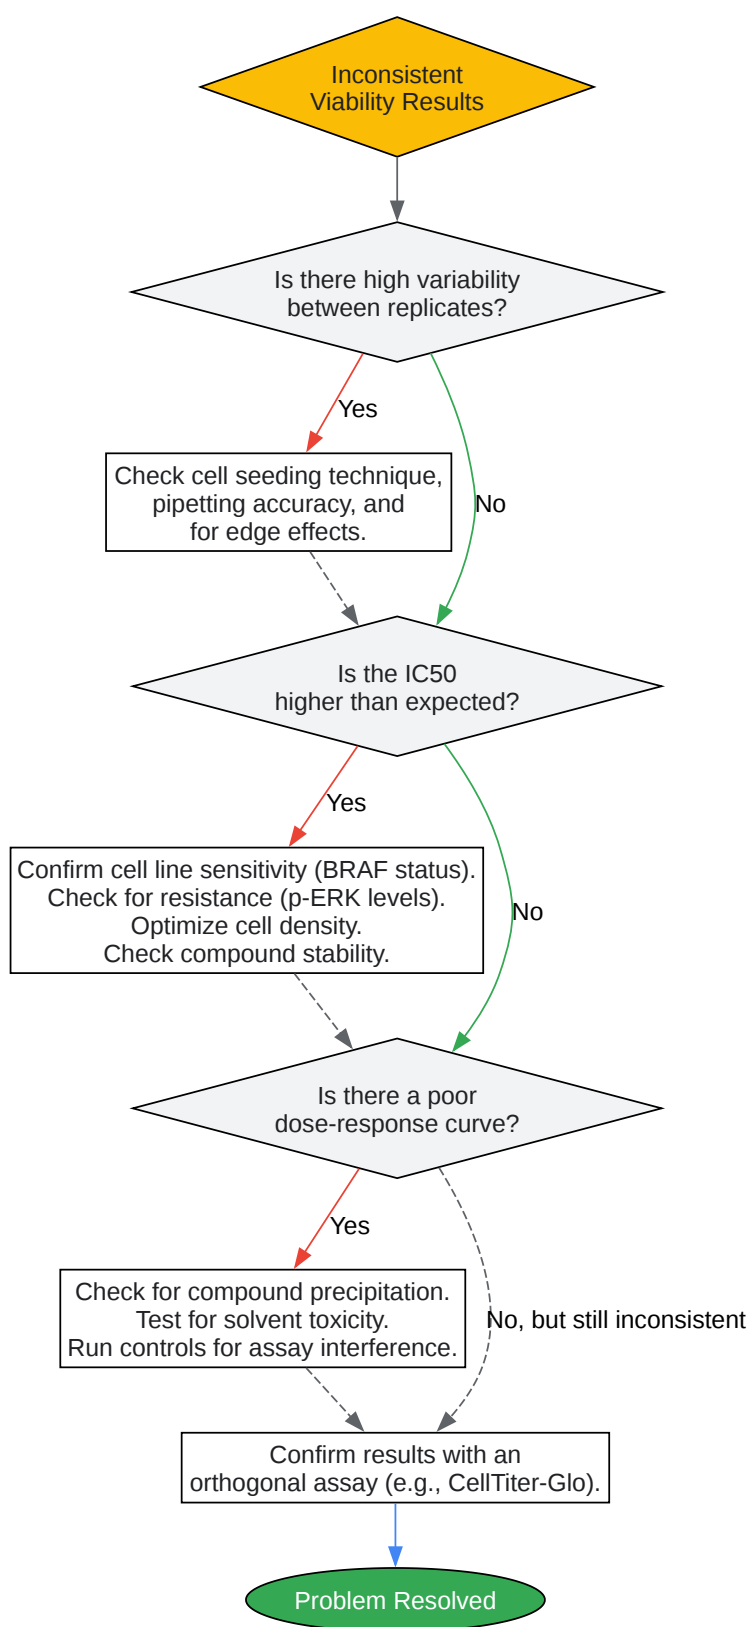 Inconsistent
Viability Results
Is there high variability
between replicates?
Yes
Check cell seeding technique,
pipetting accuracy, and
for edge effects.
No
Is the IC50
higher than expected?
Yes
Confirm cell line sensitivity (BRAF status).
Check for resistance (p-ERK levels).
Optimize cell density.
Check compound stability.
No
Is there a poor
dose-response curve?
Yes
Check for compound precipitation.
Test for solvent toxicity.
Run controls for assay interference.
No, but still inconsistent
Confirm results with an
orthogonal assay (e.g., CellTiter-Glo).
Problem Resolved